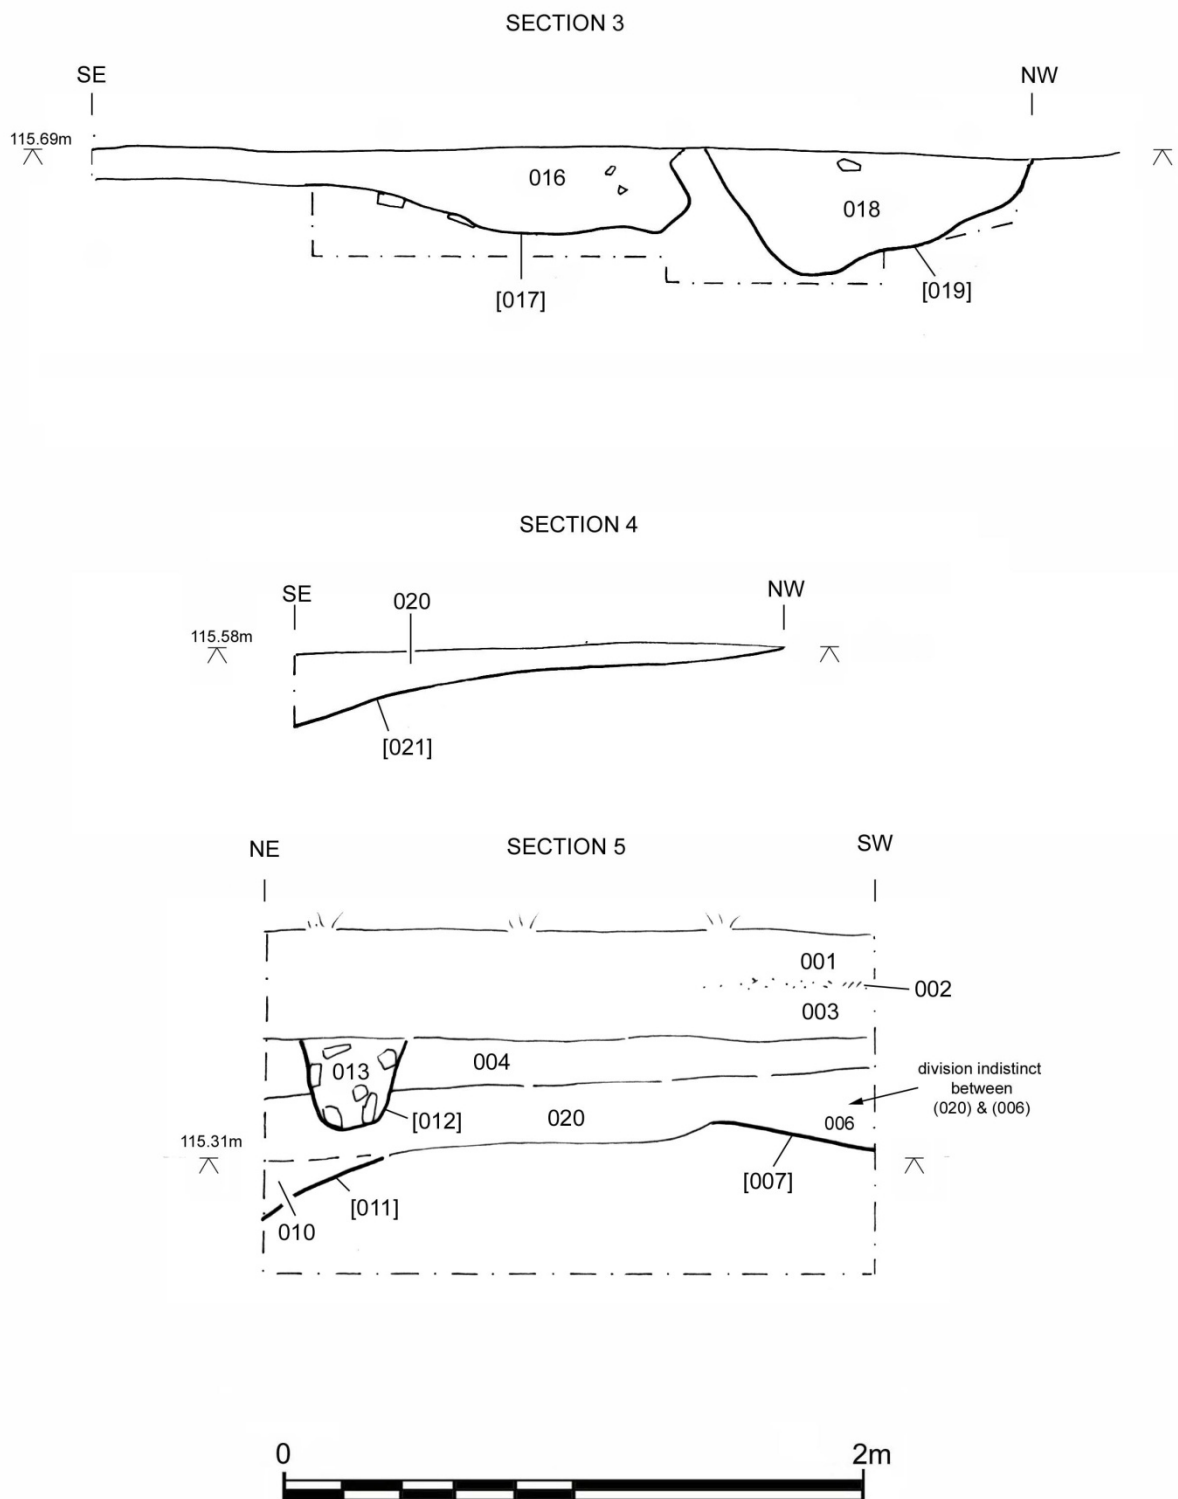 SECTION 3
SE
NW
115.69m
016
018
[017]
[019]
SECTION 4
SE
020
NW
115.58m
[021]
SECTION 5
NE
SW
001
002
003
004
013
division indistinct
between
(020) & (006)
[012]
020
006
115.31m
[007]
[011]
010
0
2m